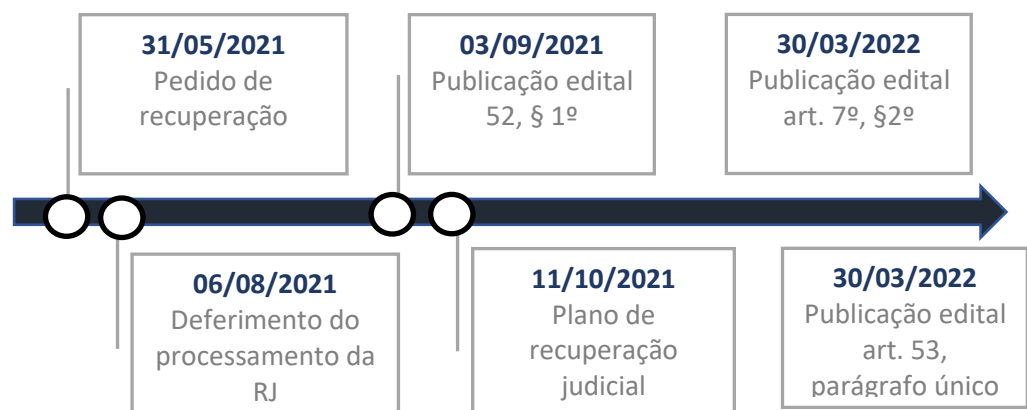 31/05/2021
Pedido de
recuperação
03/09/2021
Publicação edital
52, § 1º
30/03/2022
Publicação edital
art. 7º, §2º
06/08/2021
Deferimento do
processamento da
RJ
11/10/2021
Plano de
recuperação
judicial
30/03/2022
Publicação edital
art. 53,
parágrafo único